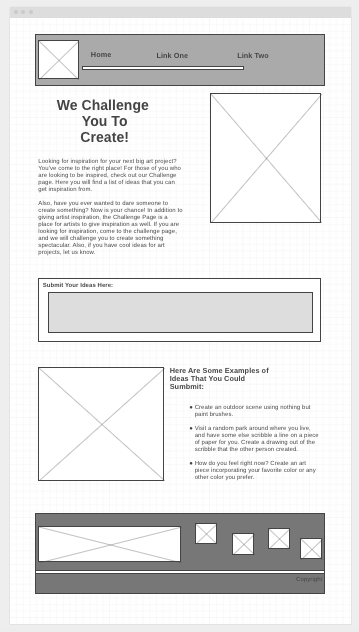 Home
Link One
Link Two
We Challenge
You To
Create!
Looking for inspiration for your next big art project?
You've come to the right place! For those of you who
are looking to be inspired, check out our Challenge
page. Here you will find a list of ideas that you can
get inspiration from.
Also, have you ever wanted to dare someone to
create something? Now is your chance! In addition to
giving artist inspiration, the Challenge Page is a
place for artists to give inspiration as well. If you are
looking for inspiration, come to the challenge page,
and we will challenge you to create something
spectacular. Also, if you have cool ideas for art
projects, let us know.
Submit Your Ideas Here:
Here Are Some Examples of
Ideas That You Could
Sumbmit:
● Create an outdoor scene using nothing but
paint brushes.
● Visit a random park around where you live,
and have some else scribble a line on a piece
of paper for you. Create a drawing out of the
scribble that the other person created.
● How do you feel right now? Create an art
piece incorporating your favorite color or any
other color you prefer.
Copyright